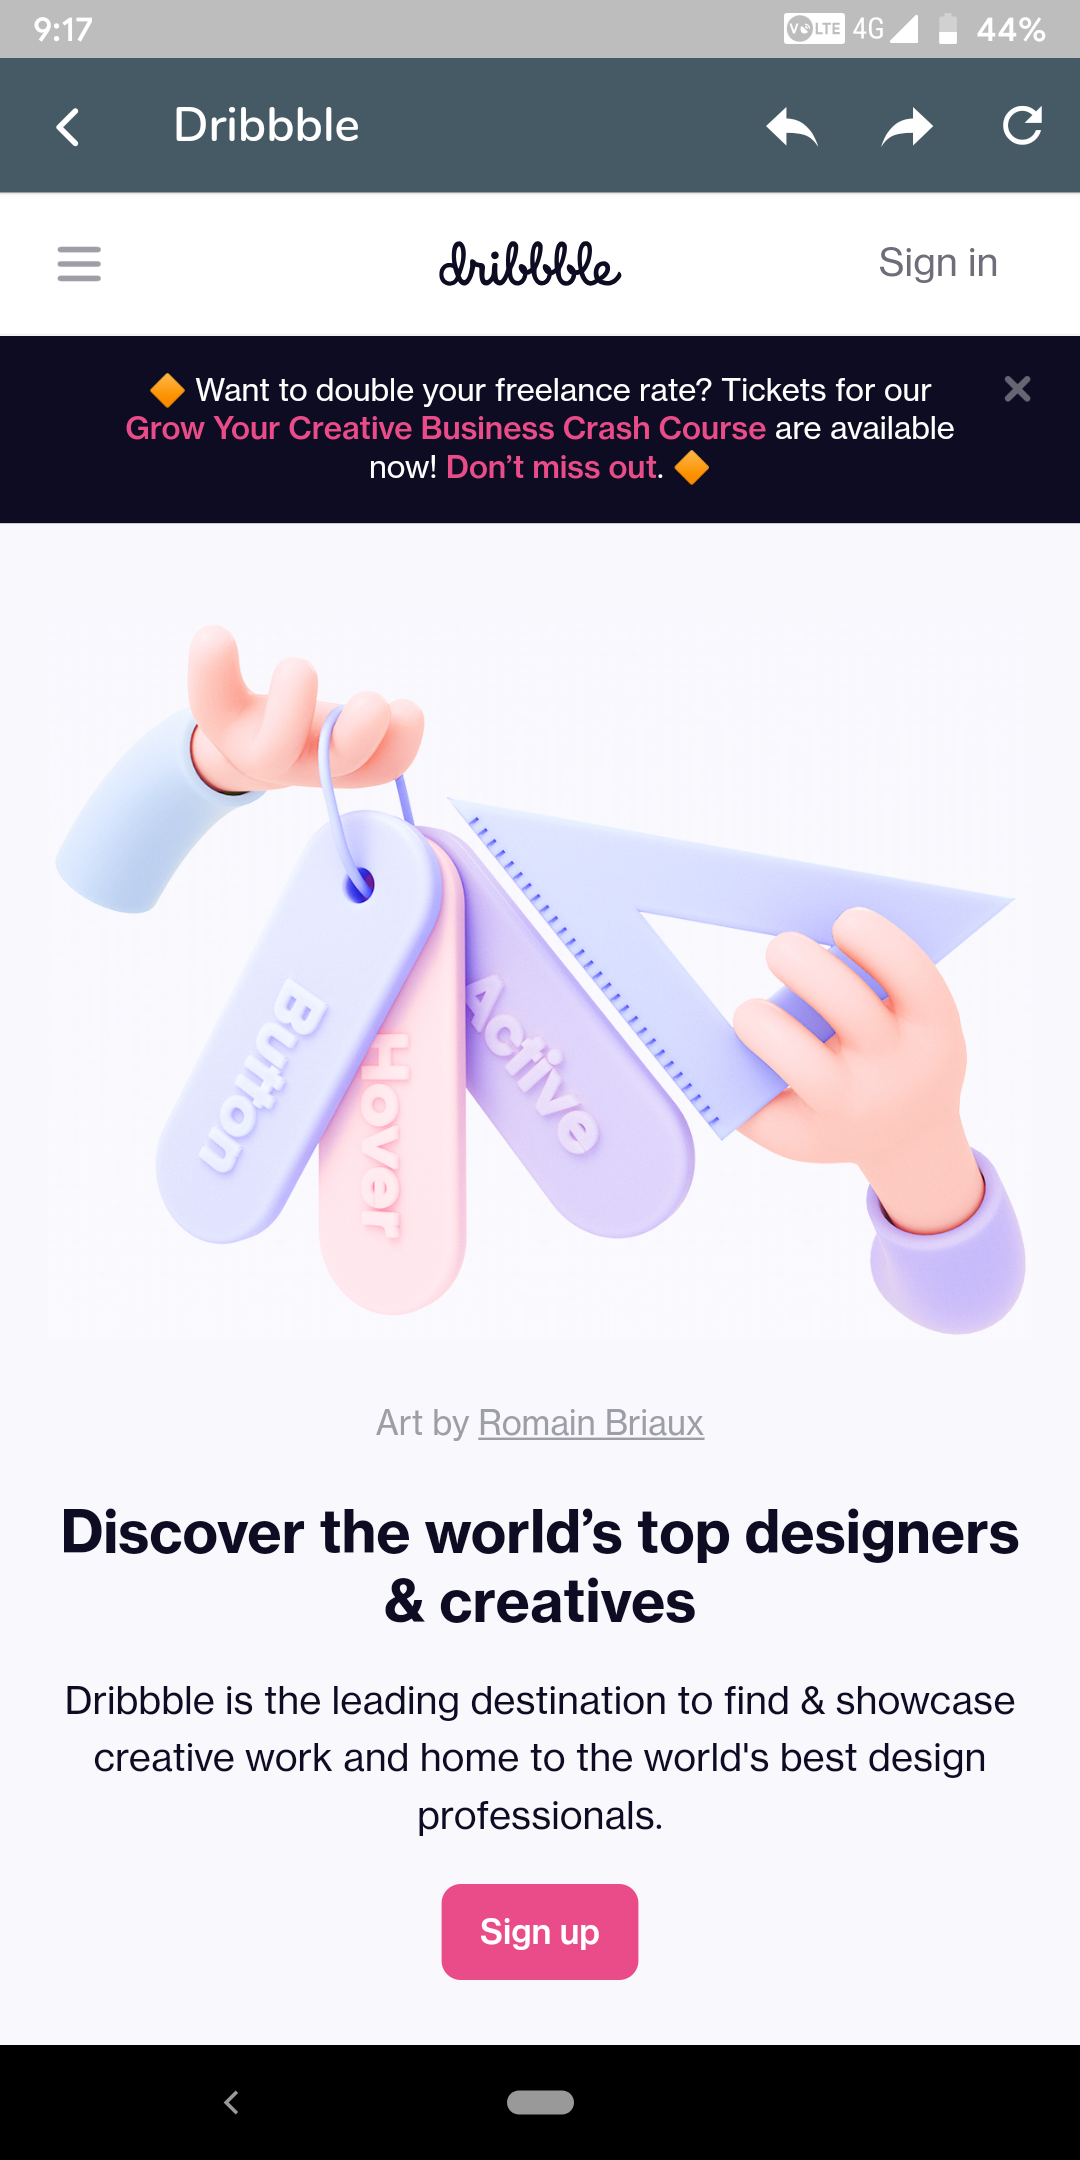 9:17
VoLTE 4G 44%
Dribbble
dribbble
Sign in
🔶 Want to double your freelance rate? Tickets for our
Grow Your Creative Business Crash Course are available
now! Don’t miss out. 🔶
Button
Hover
Active
Art by Romain Briaux
Discover the world’s top designers
& creatives
Dribbble is the leading destination to find & showcase
creative work and home to the world's best design
professionals.
Sign up